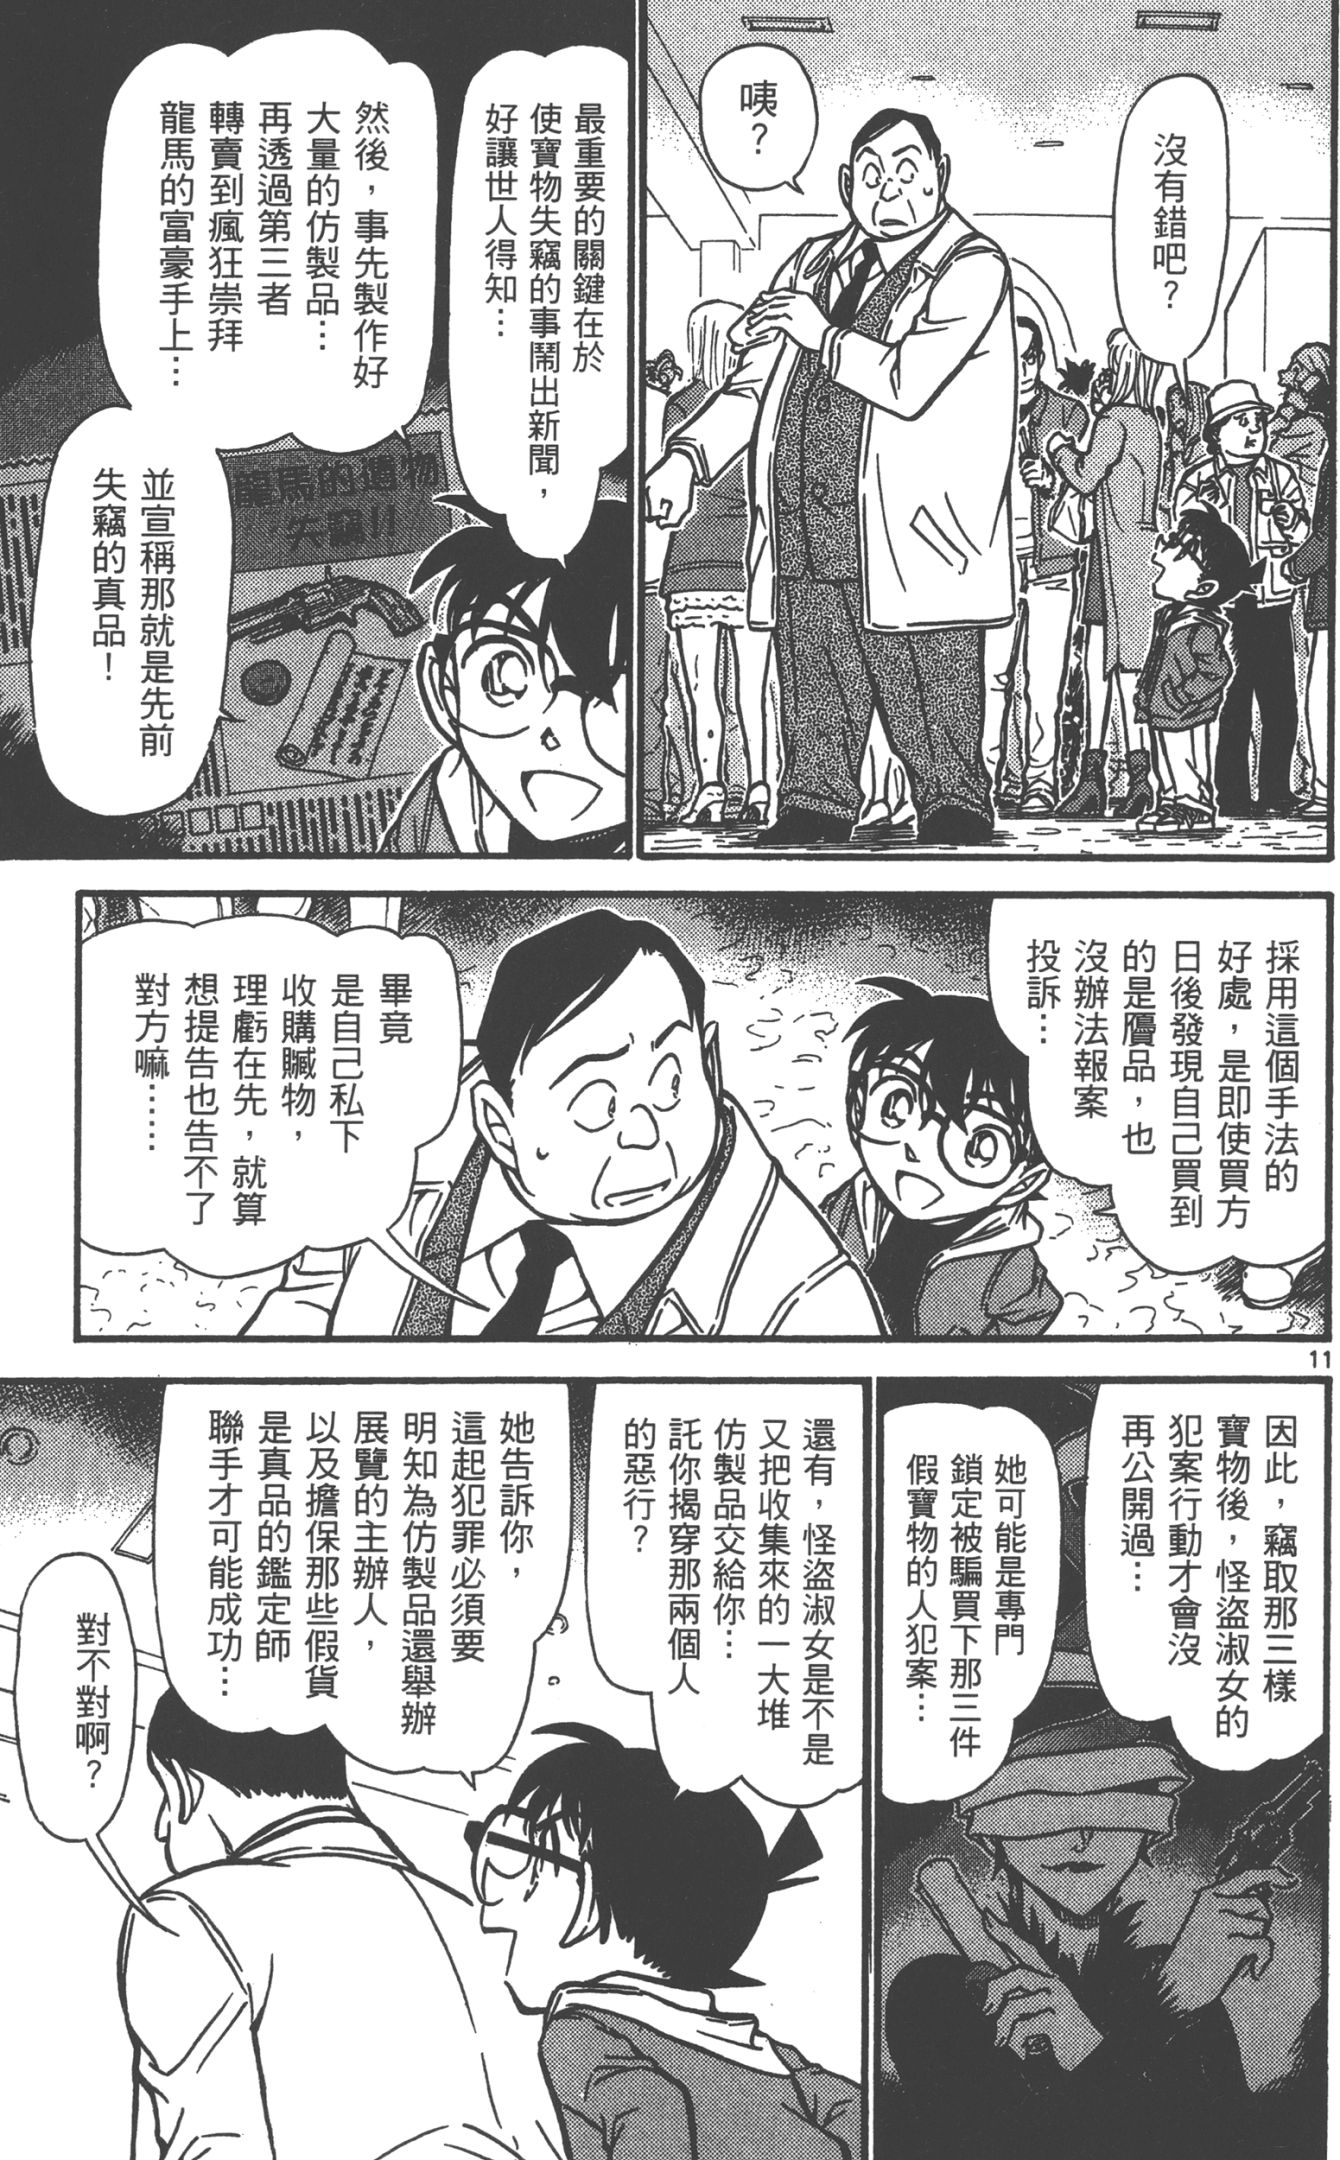 沒有錯吧？
咦？
最重要的關鍵在於
使寶物失竊的事鬧出新聞，
好讓世人得知…
然後，事先製作好
大量的仿製品…
再透過第三者
轉賣到瘋狂崇拜
龍馬的富豪手上…
龍馬的遺物
失竊!!
並宣稱那就是先前
失竊的真品！
採用這個手法的
好處，是即使買方
日後發現自己買到
的是贗品，也
沒辦法報案
投訴…
畢竟
是自己私下
收購贓物，
理虧在先，就算
想提告也告不了
對方嘛……
11
因此，竊取那三樣
寶物後，怪盜淑女的
犯案行動才會沒
再公開過…
她可能是專門
鎖定被騙買下那三件
假寶物的人犯案…
還有，怪盜淑女是不是
又把收集來的一大堆
仿製品交給你…
託你揭穿那兩個人
的惡行？
她告訴你，
這起犯罪必須要
明知為仿製品還舉辦
展覽的主辦人，
以及擔保那些假貨
是真品的鑑定師
聯手才可能成功…
對不對啊？